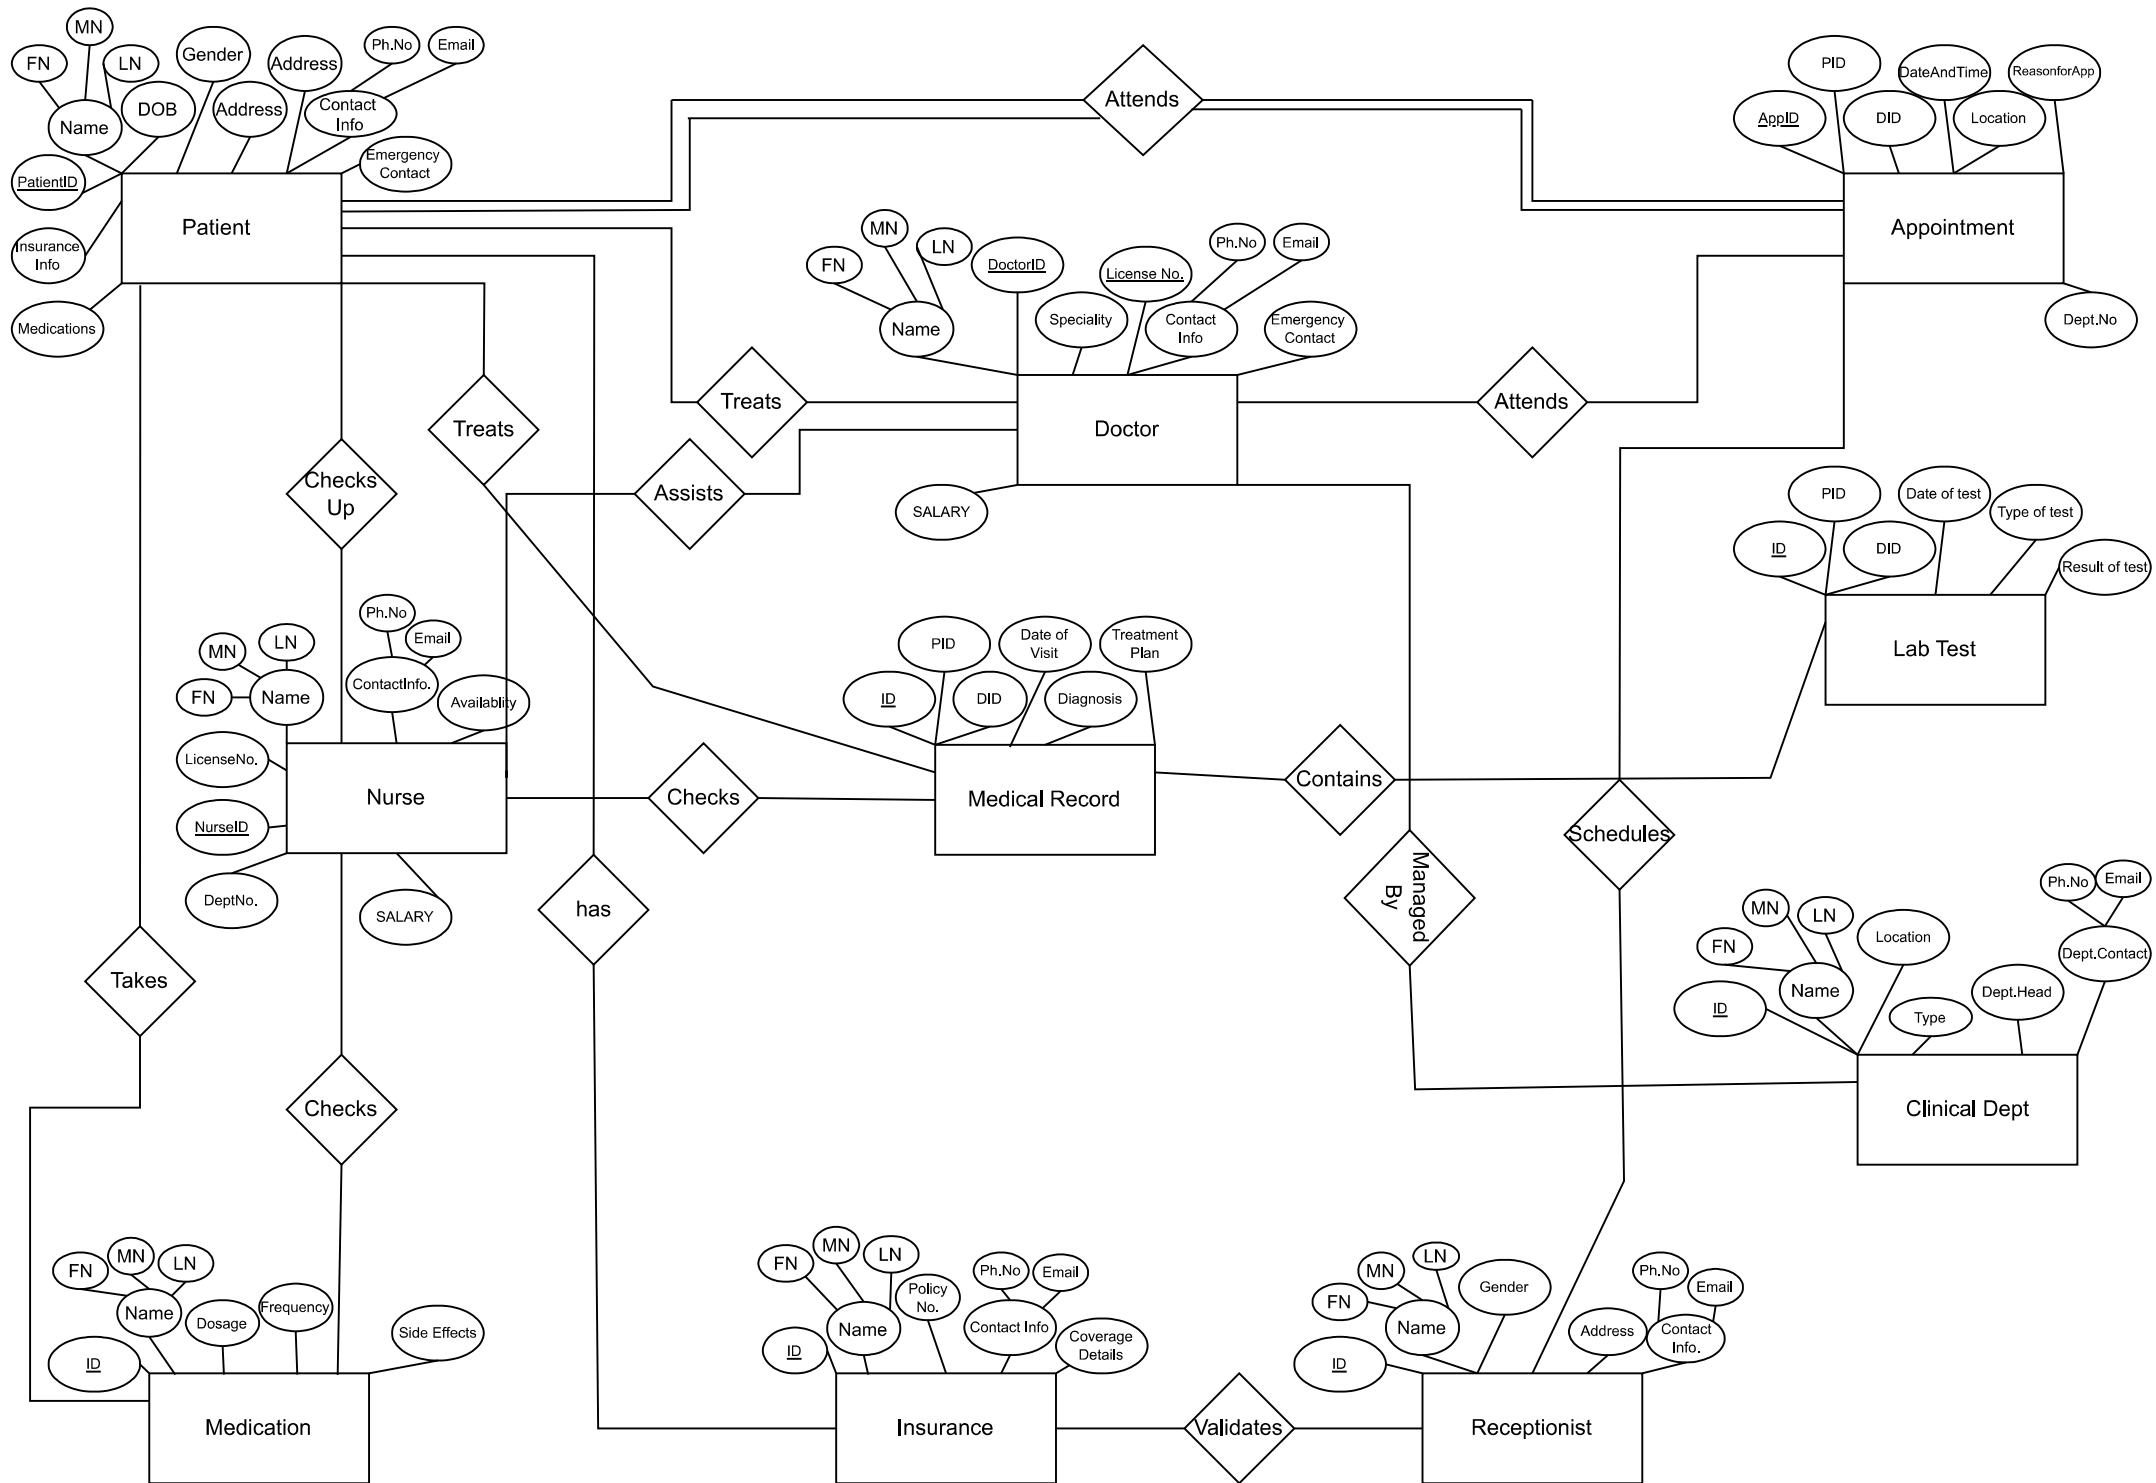 MN
FN
LN
Name
DOB
Gender
Address
Address
Ph.No
Email
Contact
Info
Emergency
Contact
PatientID
Insurance
Info
Medications
Patient
Attends
PID
DateAndTime
ReasonforApp
AppID
DID
Location
Appointment
Dept.No
MN
FN
LN
Name
DoctorID
Speciality
License No.
Ph.No
Email
Contact
Info
Emergency
Contact
Doctor
SALARY
Treats
Treats
Attends
Assists
Checks
Up
PID
Date of test
Type of test
ID
DID
Result of test
Lab Test
Ph.No
Email
LN
MN
FN
Name
ContactInfo.
Availablity
LicenseNo.
NurseID
DeptNo.
SALARY
Nurse
Checks
PID
Date of
Visit
Treatment
Plan
ID
DID
Diagnosis
Medical Record
Contains
Schedules
Managed
By
has
Takes
Checks
Ph.No
Email
MN
LN
FN
Name
Location
Dept.Contact
Dept.Head
ID
Type
Clinical Dept
MN
FN
LN
Name
Dosage
Frequency
Side Effects
ID
Medication
MN
FN
LN
Name
Policy
No.
Ph.No
Email
Contact Info
Coverage
Details
ID
Insurance
Validates
LN
MN
FN
Name
Gender
Ph.No
Email
Address
Contact
Info.
ID
Receptionist